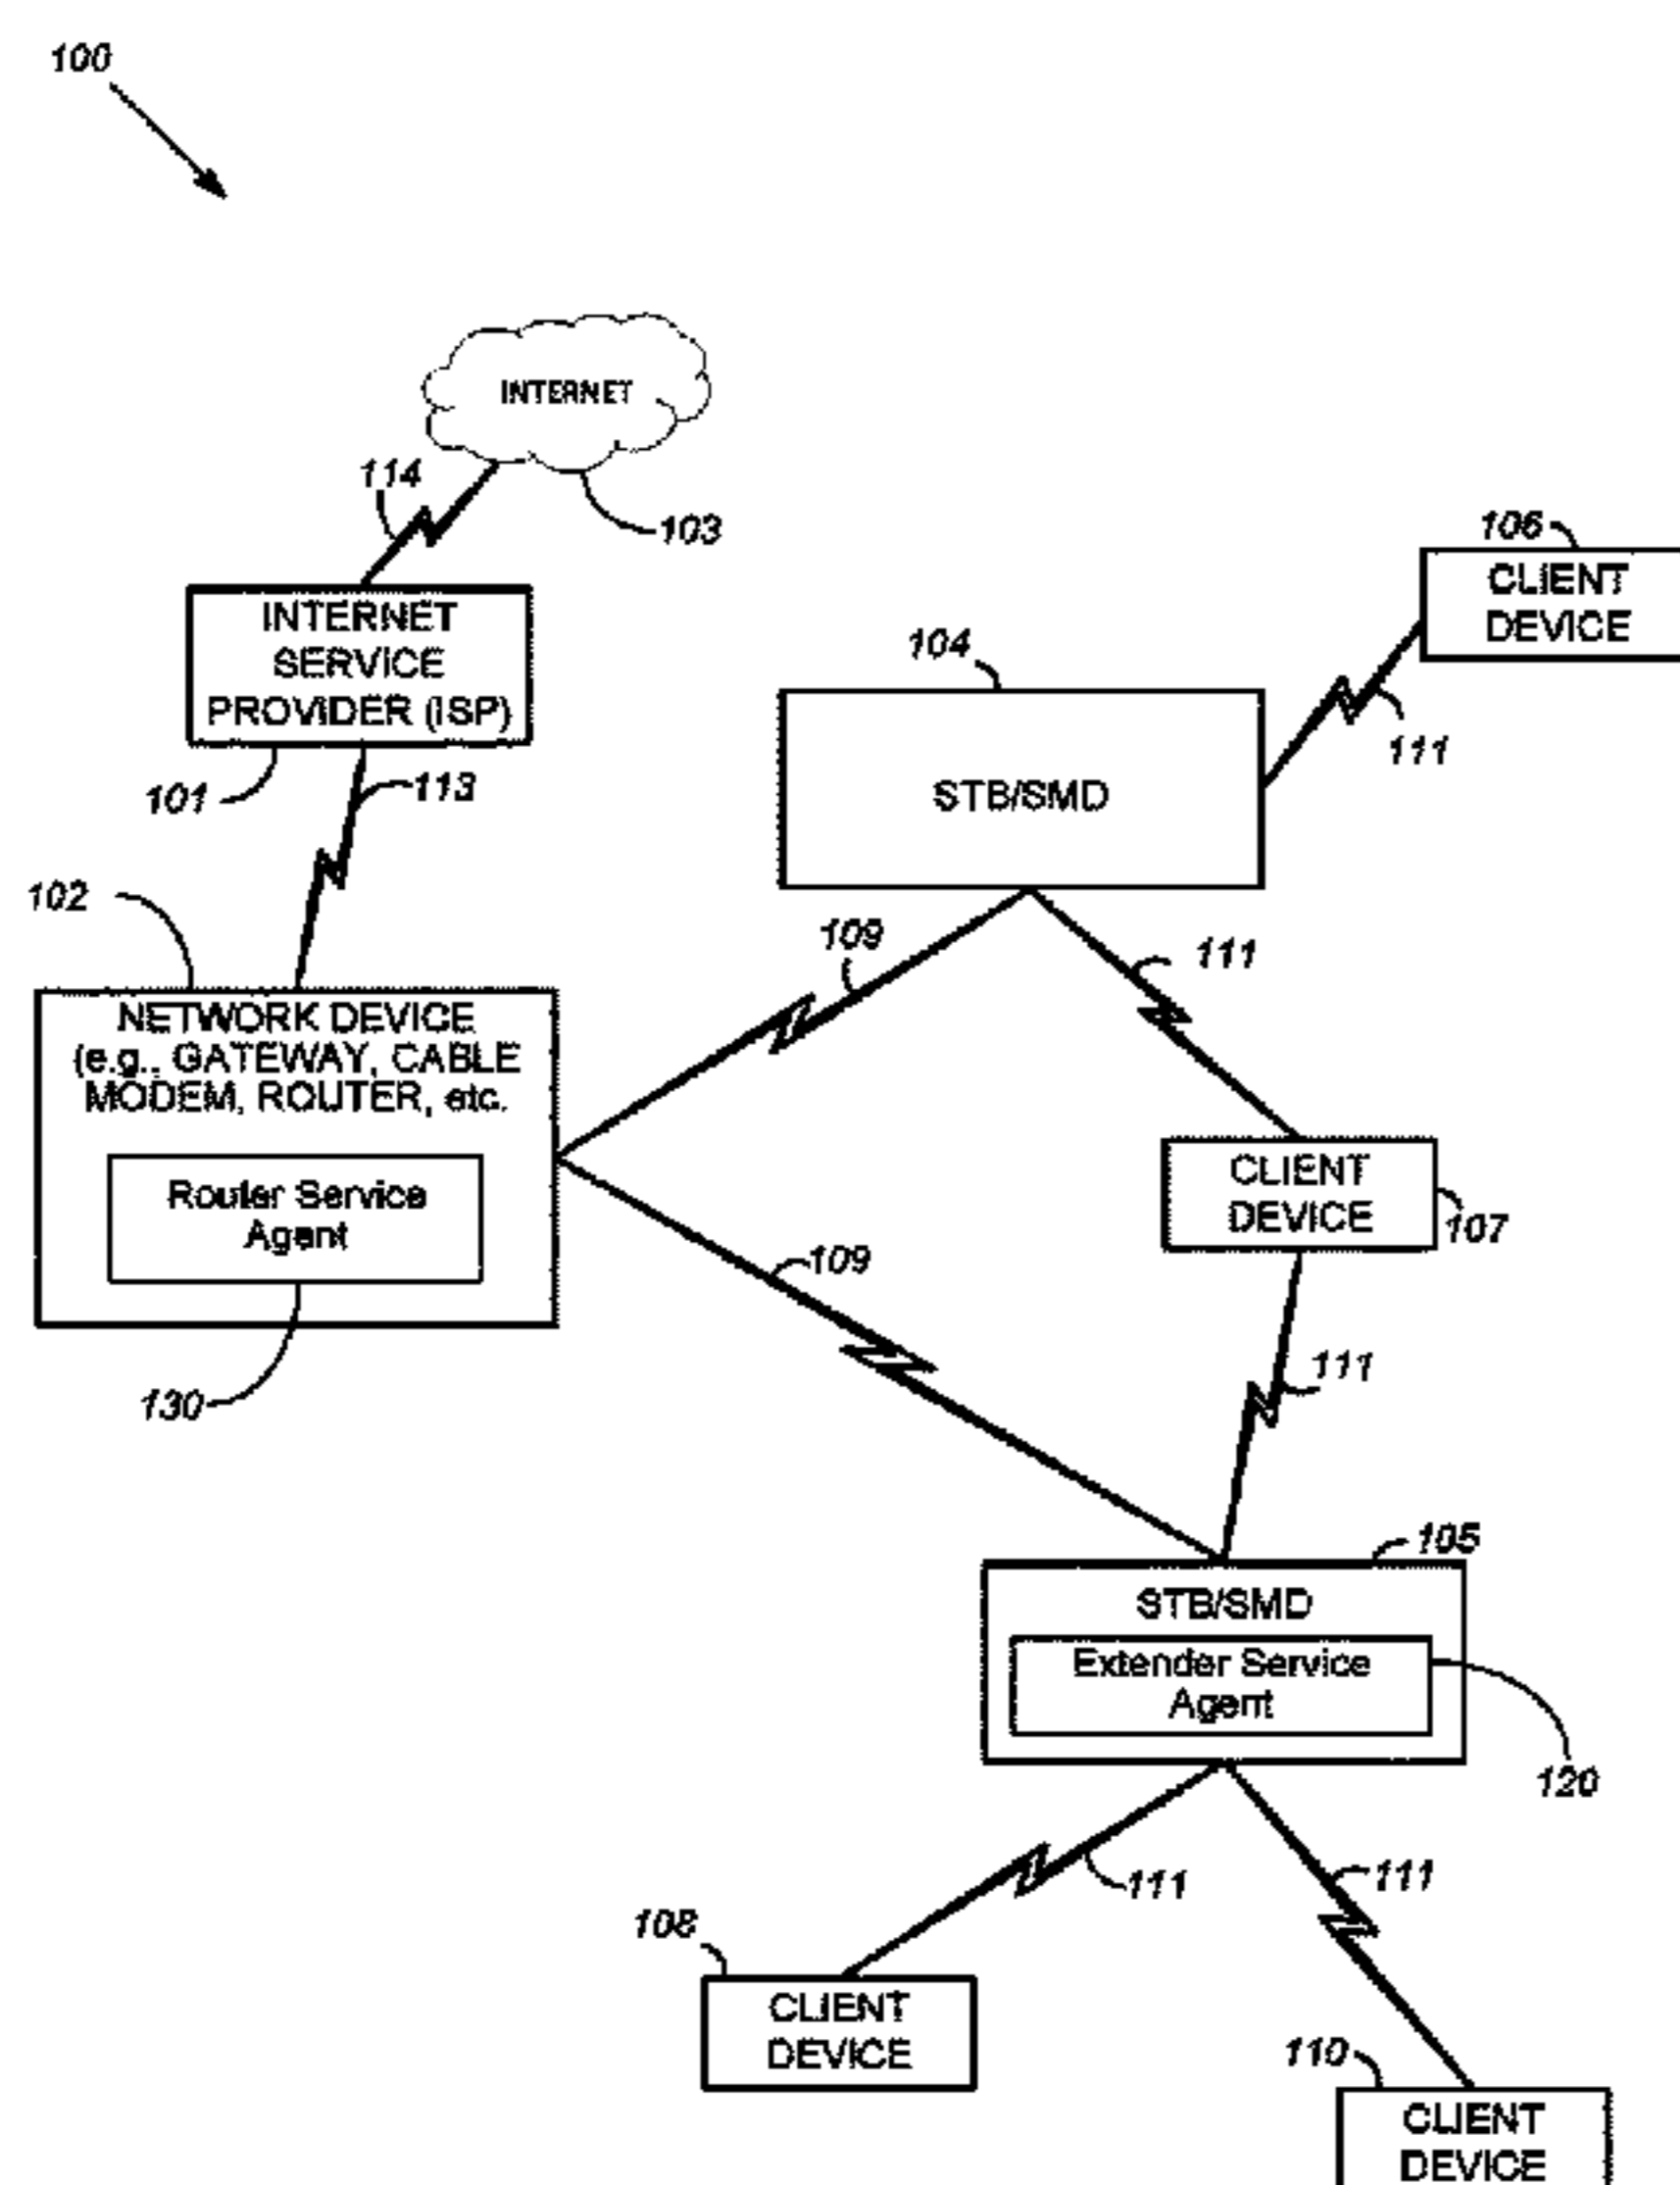 100
INTERNET
114
103
INTERNET
SERVICE
PROVIDER (ISP)
101
113
106
CLIENT
DEVICE
111
104
STB/SMD
102
NETWORK DEVICE
(e.g., GATEWAY, CABLE
MODEM, ROUTER, etc.
Router Service
Agent
130
109
111
CLIENT
DEVICE
107
109
111
105
STB/SMD
Extender Service
Agent
120
111
111
108
CLIENT
DEVICE
110
CLIENT
DEVICE